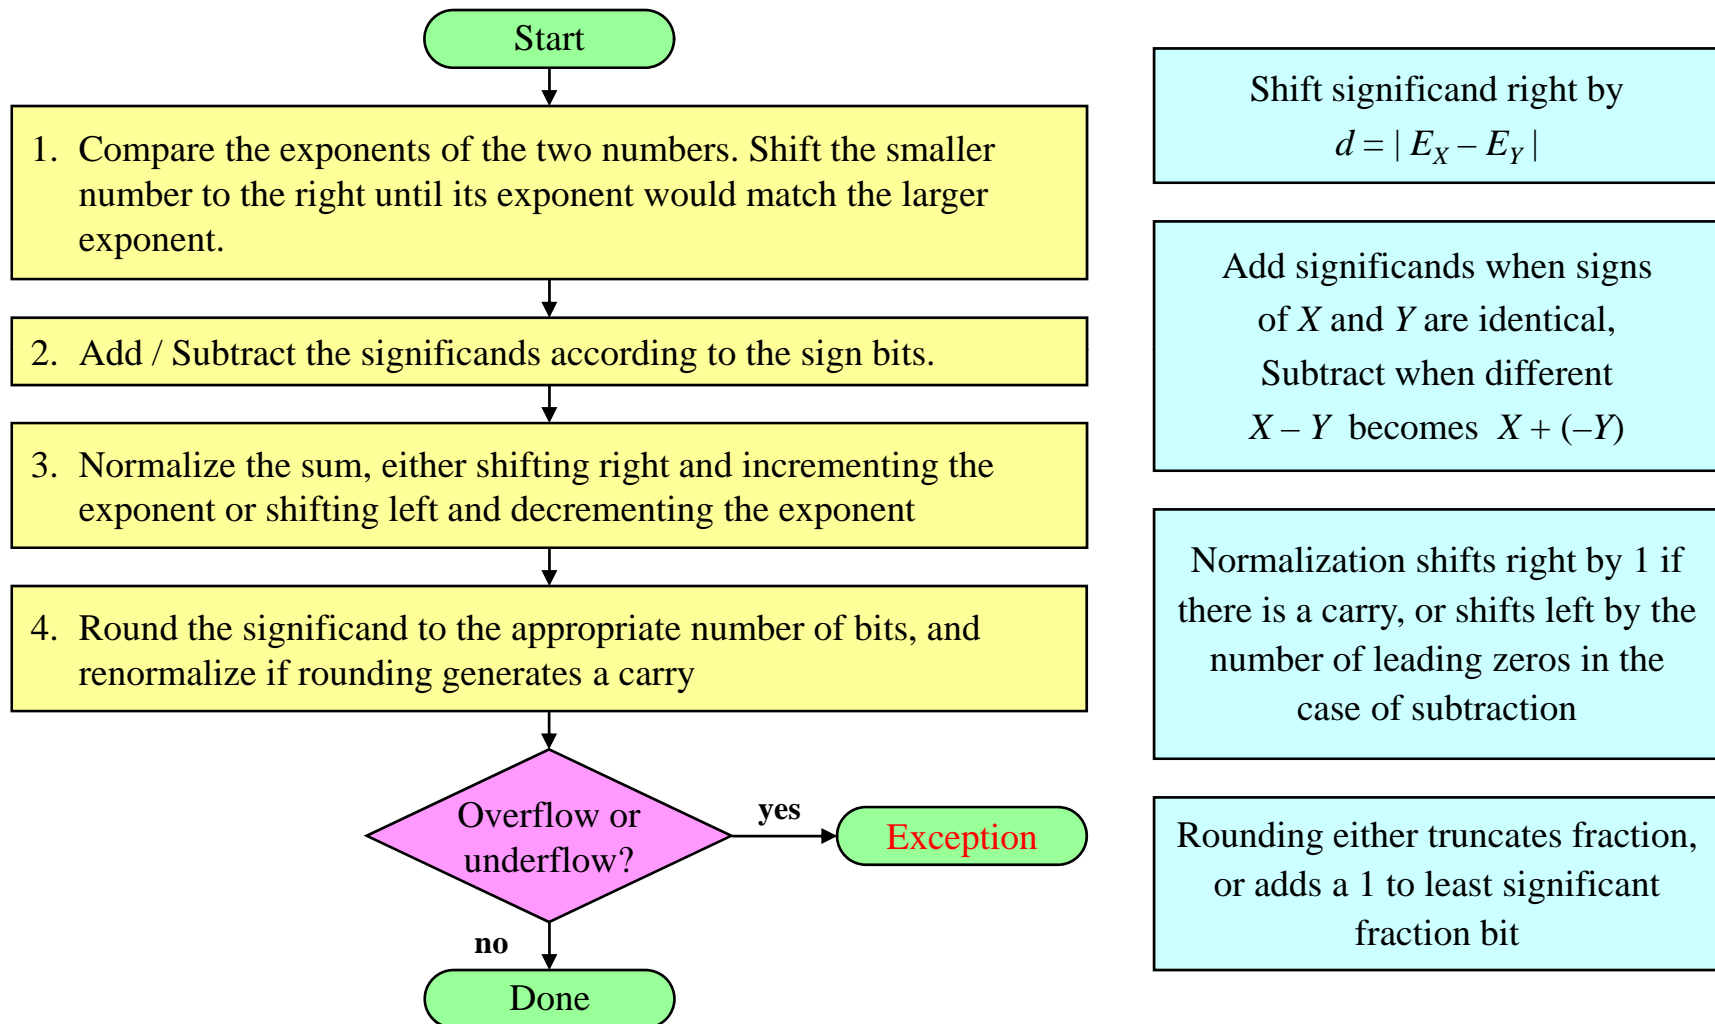 Start
1. Compare the exponents of the two numbers. Shift the smaller
number to the right until its exponent would match the larger
exponent.
2. Add / Subtract the significands according to the sign bits.
3. Normalize the sum, either shifting right and incrementing the
exponent or shifting left and decrementing the exponent
4. Round the significand to the appropriate number of bits, and
renormalize if rounding generates a carry
Overflow or
underflow?
yes
Exception
no
Done
Shift significand right by
d = | E_X – E_Y |
Add significands when signs
of X and Y are identical,
Subtract when different
X – Y becomes X + (–Y)
Normalization shifts right by 1 if
there is a carry, or shifts left by the
number of leading zeros in the
case of subtraction
Rounding either truncates fraction,
or adds a 1 to least significant
fraction bit